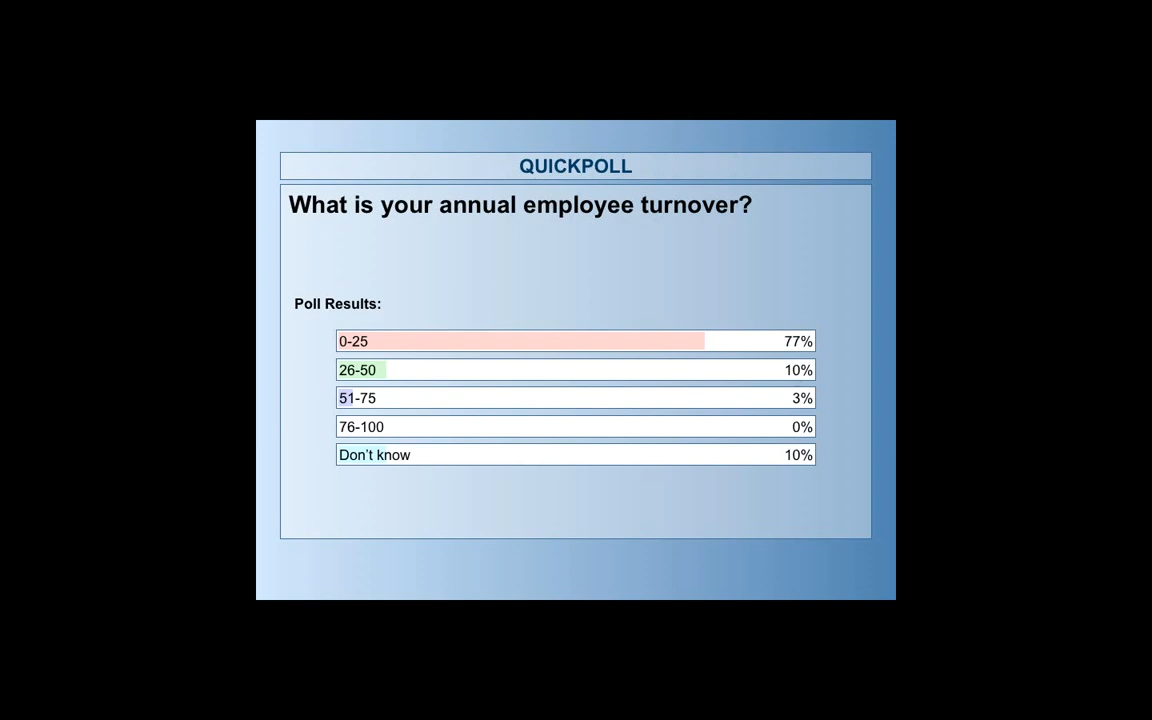 QUICKPOLL
What is your annual employee turnover?
Poll Results:
0-25 77%
26-50 10%
51-75 3%
76-100 0%
Don't know 10%